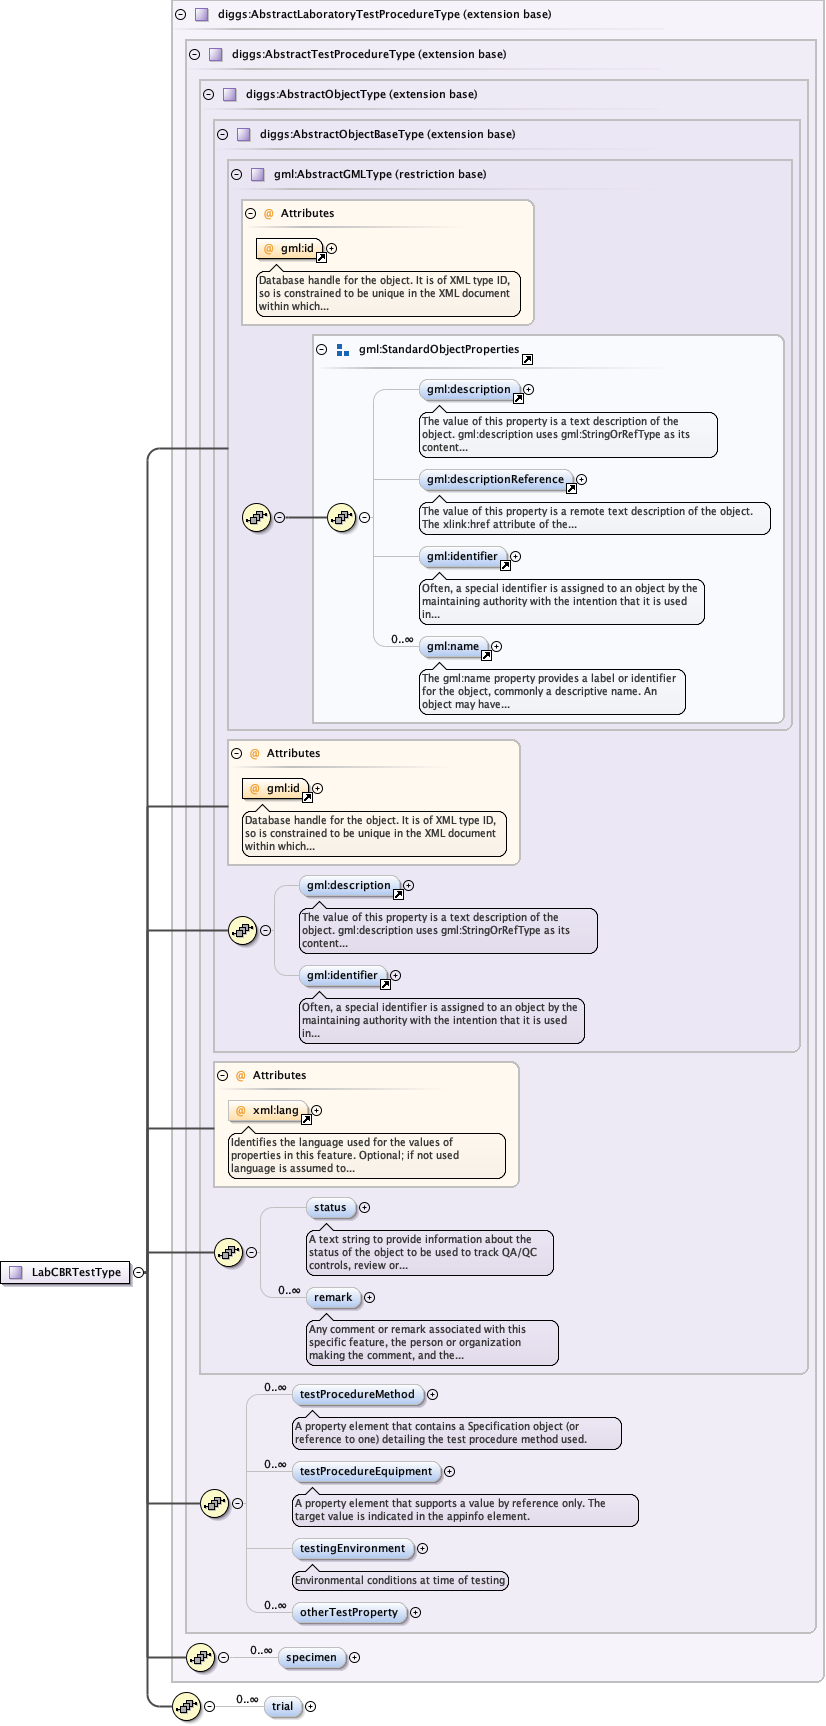 diggs:AbstractLaboratoryTestProcedureType (extension base)
diggs:AbstractTestProcedureType (extension base)
diggs:AbstractObjectType (extension base)
diggs:AbstractObjectBaseType (extension base)
gml:AbstractGMLType (restriction base)
@ Attributes
@ gml:id
Database handle for the object. It is of XML type ID,
so is constrained to be unique in the XML document
within which...
gml:StandardObjectProperties
gml:description
The value of this property is a text description of the
object. gml:description uses gml:StringOrRefType as its
content...
gml:descriptionReference
The value of this property is a remote text description of the object.
The xlink:href attribute of the...
gml:identifier
Often, a special identifier is assigned to an object by the
maintaining authority with the intention that it is used
in...
0..∞
gml:name
The gml:name property provides a label or identifier
for the object, commonly a descriptive name. An
object may have...
@ Attributes
@ gml:id
Database handle for the object. It is of XML type ID,
so is constrained to be unique in the XML document
within which...
gml:description
The value of this property is a text description of the
object. gml:description uses gml:StringOrRefType as its
content...
gml:identifier
Often, a special identifier is assigned to an object by the
maintaining authority with the intention that it is used
in...
@ Attributes
@ xml:lang
Identifies the language used for the values of
properties in this feature. Optional; if not used
language is assumed to...
status
A text string to provide information about the
status of the object to be used to track QA/QC
controls, review or...
LabCBRTestType
0..∞
remark
Any comment or remark associated with this
specific feature, the person or organization
making the comment, and the...
0..∞
testProcedureMethod
A property element that contains a Specification object (or
reference to one) detailing the test procedure method used.
0..∞
testProcedureEquipment
A property element that supports a value by reference only. The
target value is indicated in the appinfo element.
testingEnvironment
Environmental conditions at time of testing
0..∞
otherTestProperty
0..∞
specimen
0..∞
trial